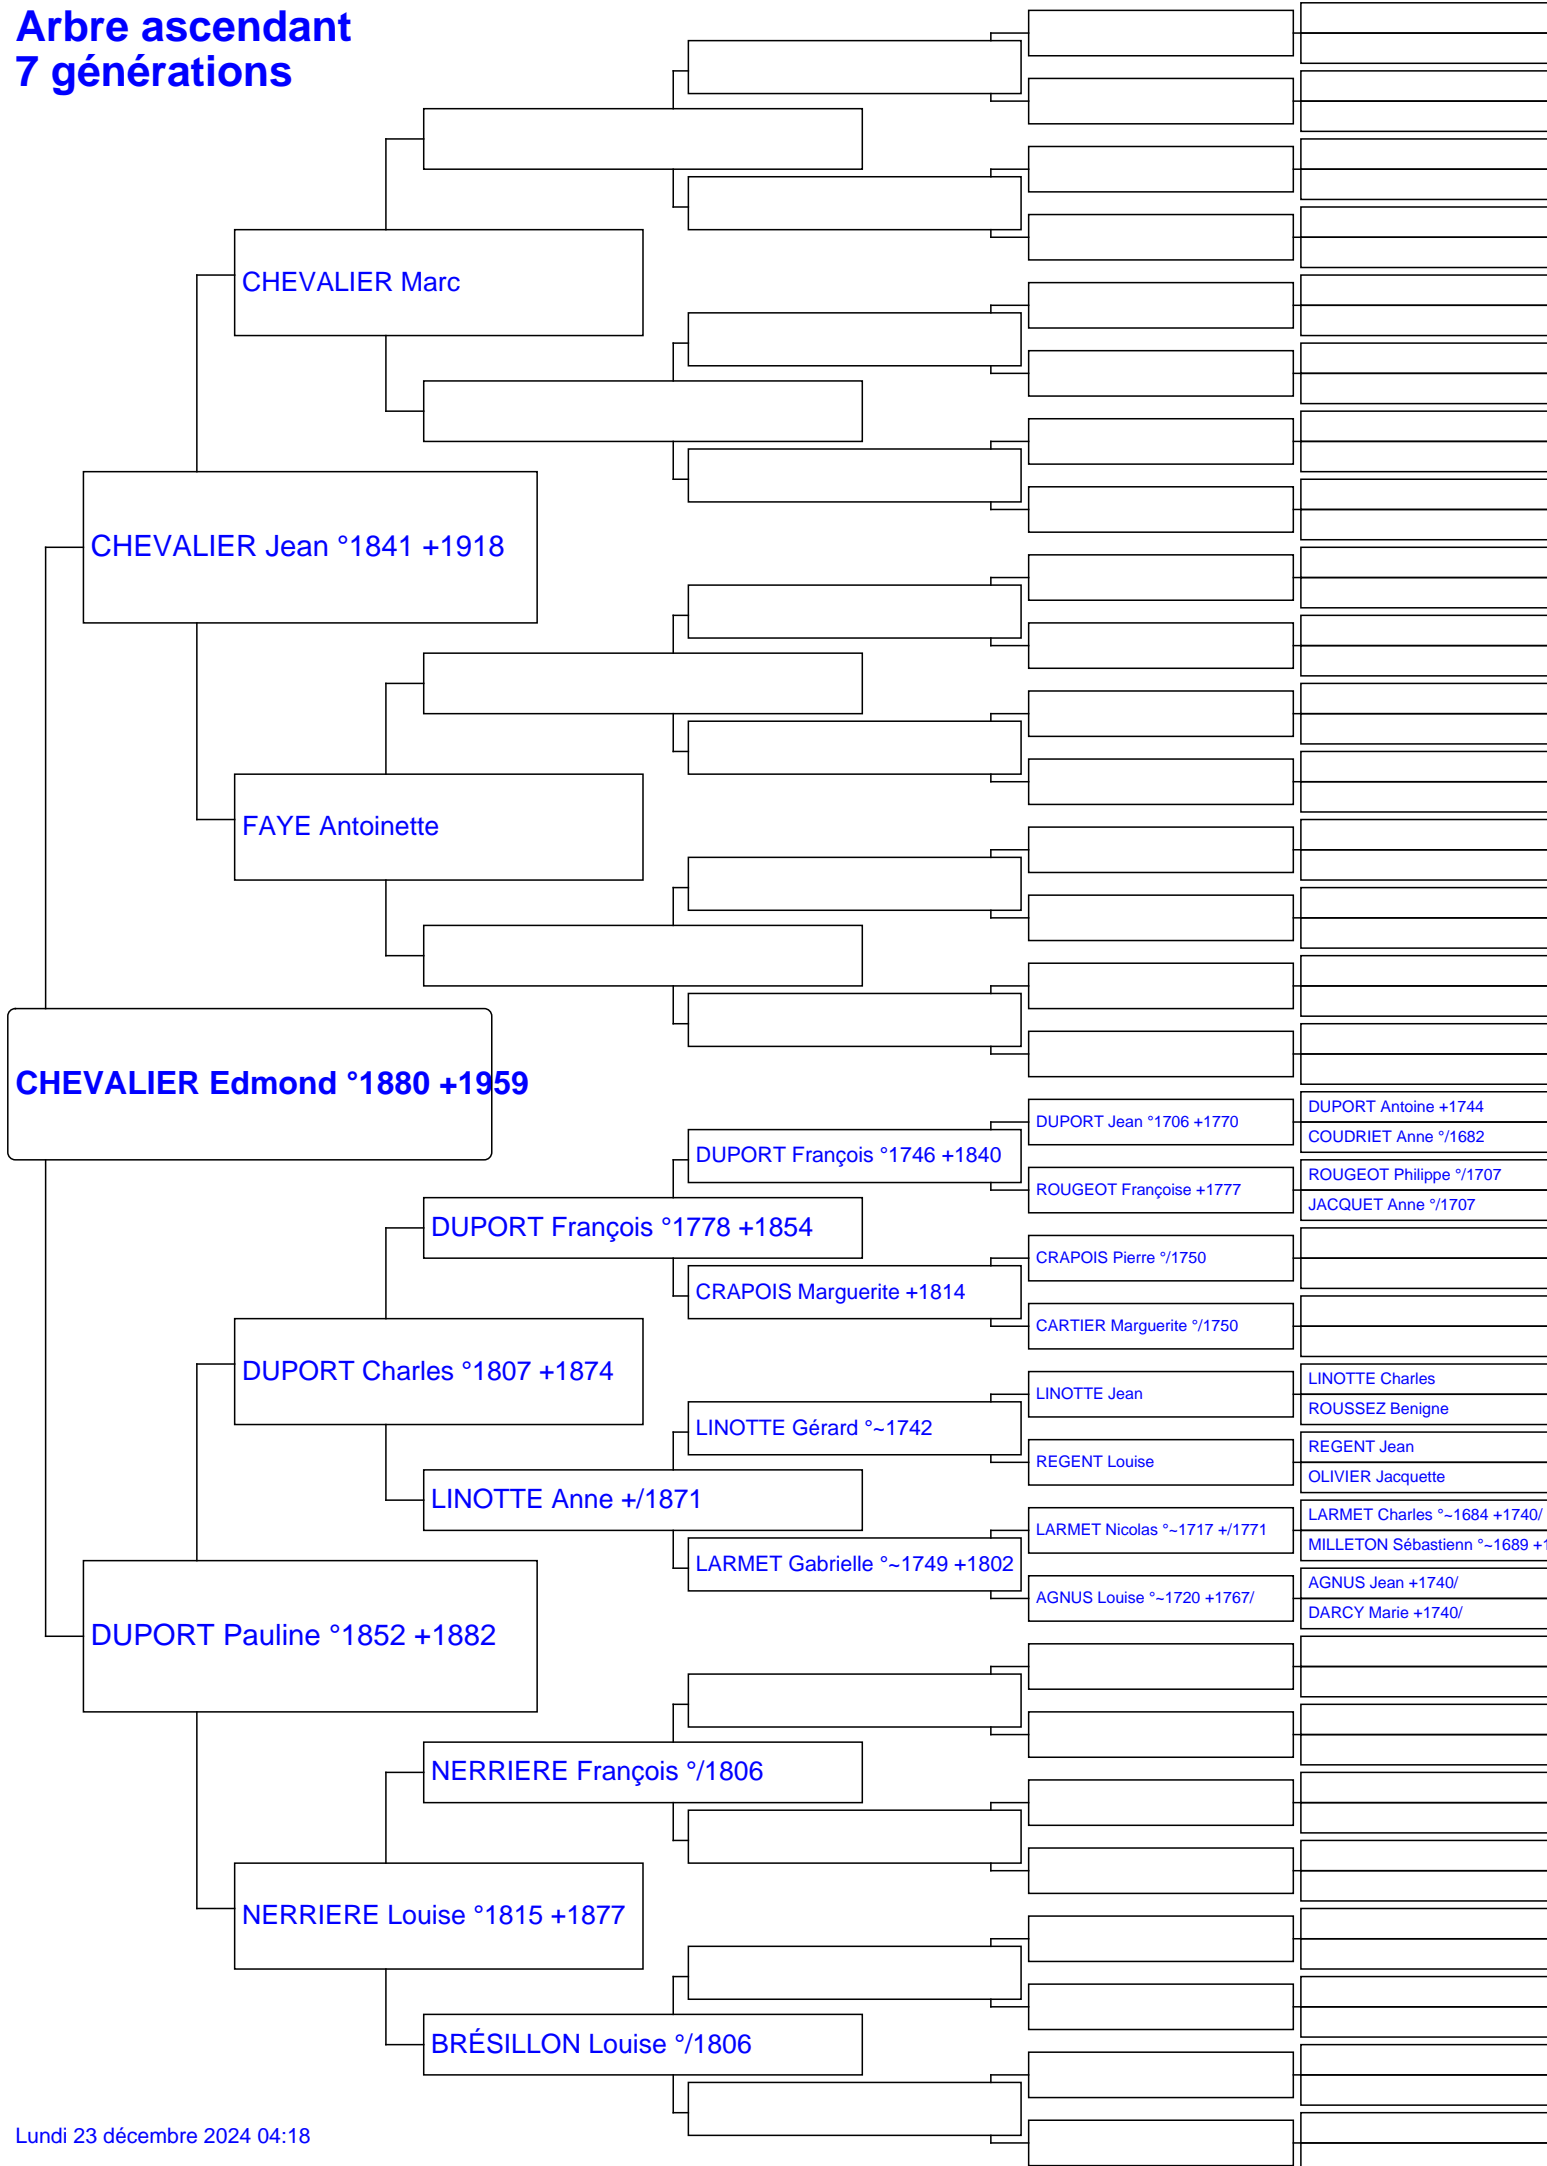 Arbre ascendant
7 générations
CHEVALIER Marc
CHEVALIER Jean °1841 +1918
FAYE Antoinette
CHEVALIER Edmond °1880 +1959
DUPORT Antoine +1744
DUPORT Jean °1706 +1770
COUDRIET Anne °/1682
DUPORT François °1746 +1840
ROUGEOT Philippe °/1707
ROUGEOT Françoise +1777
JACQUET Anne °/1707
DUPORT François °1778 +1854
CRAPOIS Pierre °/1750
CRAPOIS Marguerite +1814
CARTIER Marguerite °/1750
DUPORT Charles °1807 +1874
LINOTTE Charles
LINOTTE Jean
ROUSSEZ Benigne
LINOTTE Gérard °~1742
REGENT Jean
REGENT Louise
OLIVIER Jacquette
LINOTTE Anne +/1871
LARMET Charles °~1684 +1740/
LARMET Nicolas °~1717 +/1771
MILLETON Sébastienn °~1689 +1
LARMET Gabrielle °~1749 +1802
AGNUS Jean +1740/
AGNUS Louise °~1720 +1767/
DARCY Marie +1740/
DUPORT Pauline °1852 +1882
NERRIERE François °/1806
NERRIERE Louise °1815 +1877
BRÉSILLON Louise °/1806
Lundi 23 décembre 2024 04:18